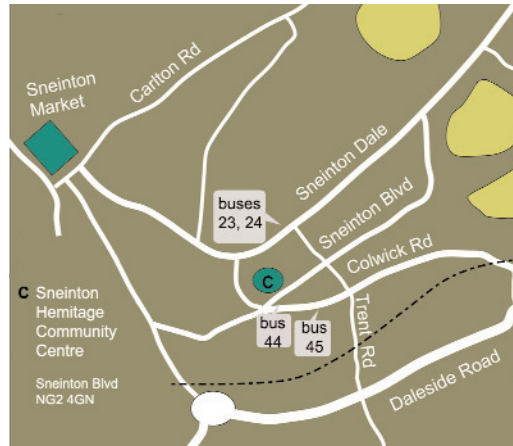 Sneinton
Market
Carlton Rd
buses
23, 24
Sneinton Dale
Sneinton Blvd
Colwick Rd
C
C Sneinton
Hemitage
Community
Centre
Sneinton Blvd
NG2 4GN
bus
44
bus
45
Trent Rd
Daleside Road